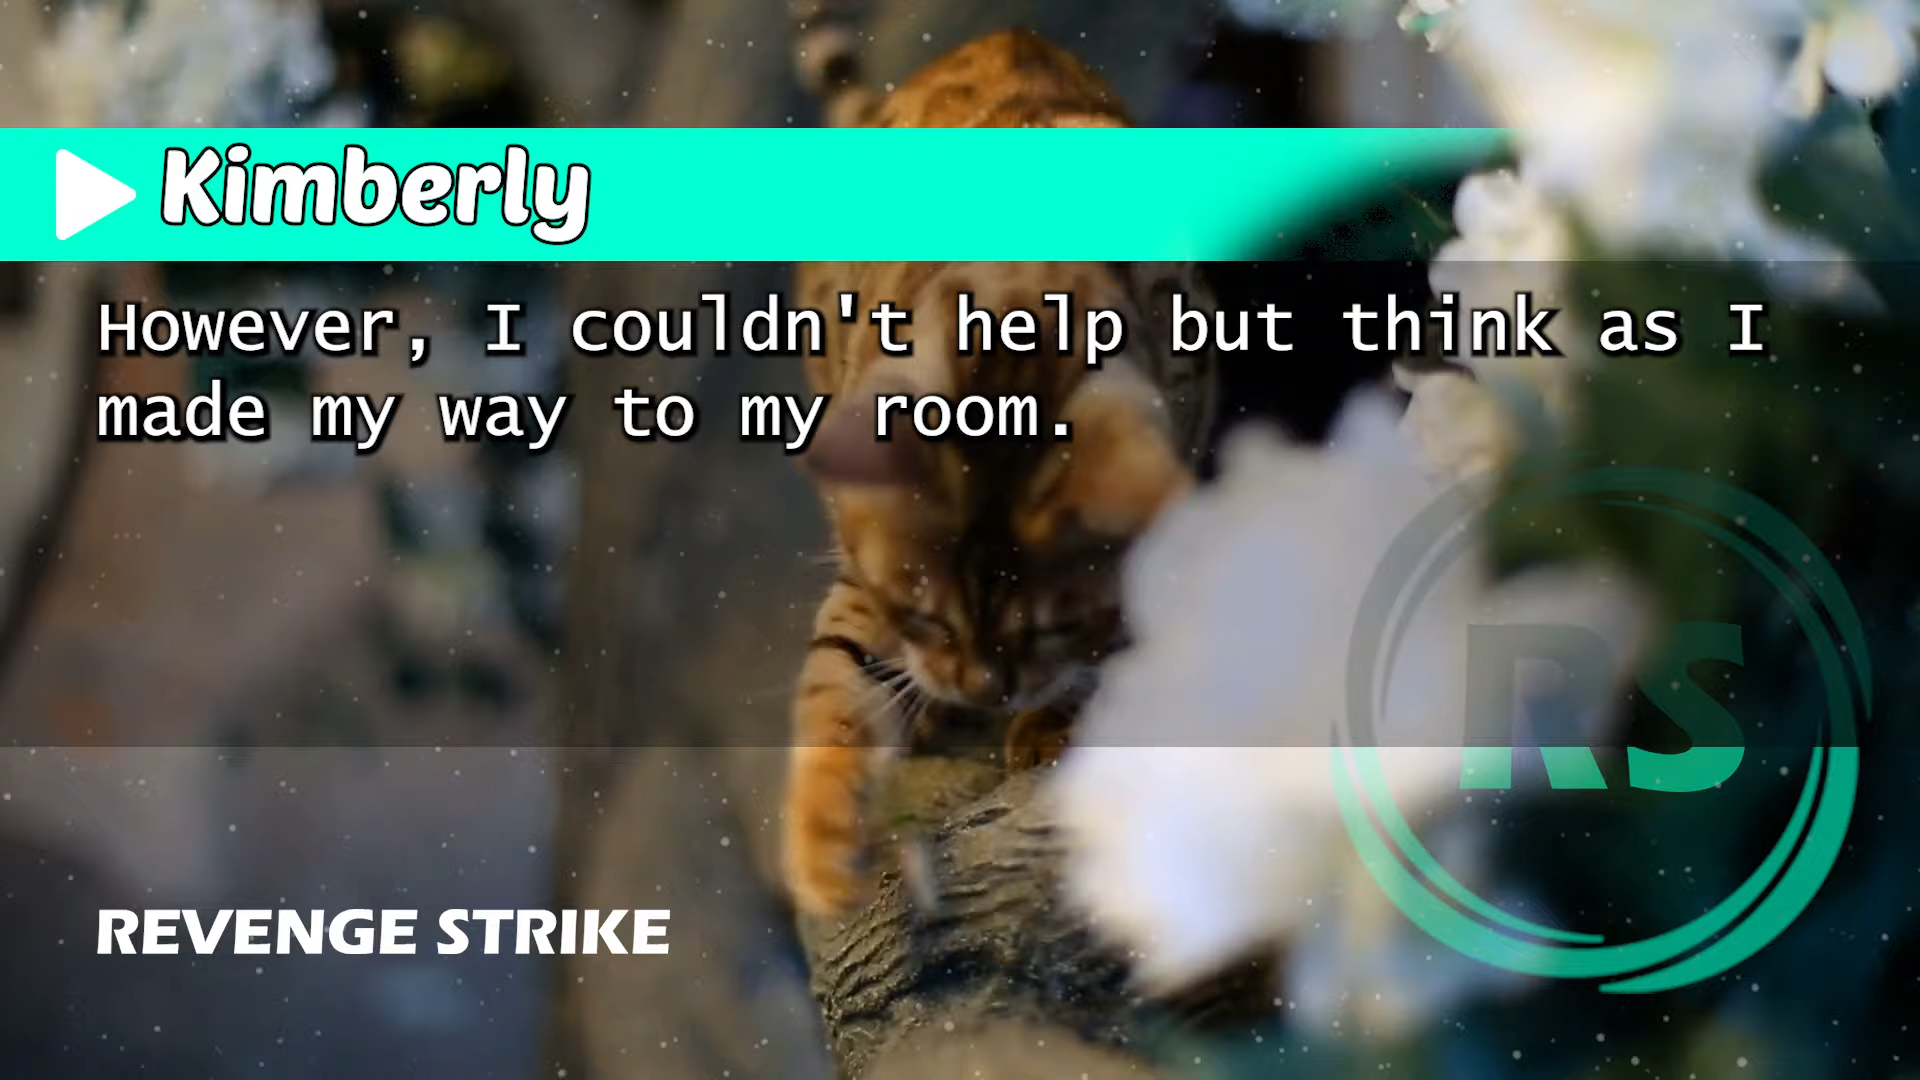 Kimberly
However, I couldn't help but think as I
made my way to my room.
RS
REVENGE STRIKE